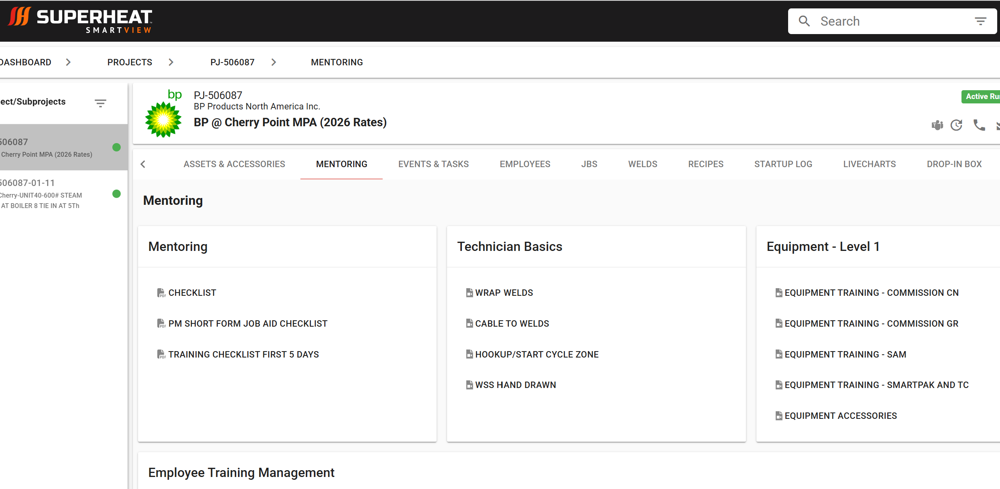 SUPERHEAT™
SMARTVIEW
Search
DASHBOARD
PROJECTS
PJ-506087
MENTORING
ect/Subprojects
506087
Cherry Point MPA (2026 Rates)
506087-01-11
Cherry-UNIT40-600# STEAM
AT BOILER 8 TIE IN AT 5Th
bp
PJ-506087
BP Products North America Inc.
BP @ Cherry Point MPA (2026 Rates)
Active Ru
ASSETS & ACCESSORIES
MENTORING
EVENTS & TASKS
EMPLOYEES
JBS
WELDS
RECIPES
STARTUP LOG
LIVECHARTS
DROP-IN BOX
Mentoring
Mentoring
PDF CHECKLIST
PDF PM SHORT FORM JOB AID CHECKLIST
PDF TRAINING CHECKLIST FIRST 5 DAYS
Technician Basics
WRAP WELDS
CABLE TO WELDS
HOOKUP/START CYCLE ZONE
WSS HAND DRAWN
Equipment - Level 1
EQUIPMENT TRAINING - COMMISSION CN
EQUIPMENT TRAINING - COMMISSION GR
EQUIPMENT TRAINING - SAM
EQUIPMENT TRAINING - SMARTPAK AND TC
EQUIPMENT ACCESSORIES
Employee Training Management